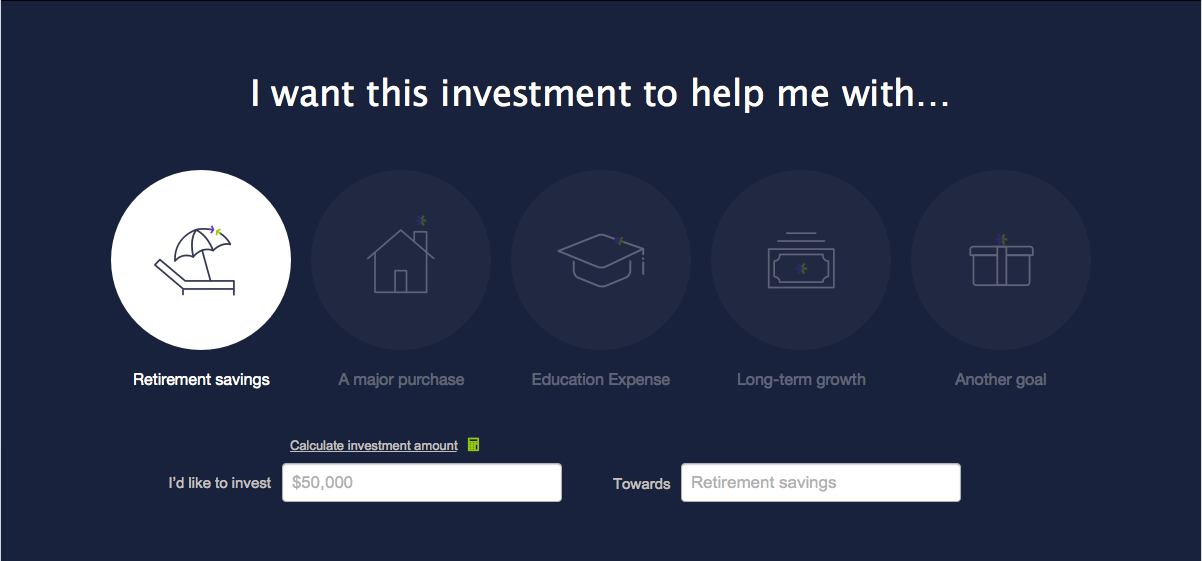 I want this investment to help me with...
Retirement savings
A major purchase
Education Expense
Long-term growth
Another goal
Calculate investment amount
I'd like to invest
$50,000
Towards
Retirement savings